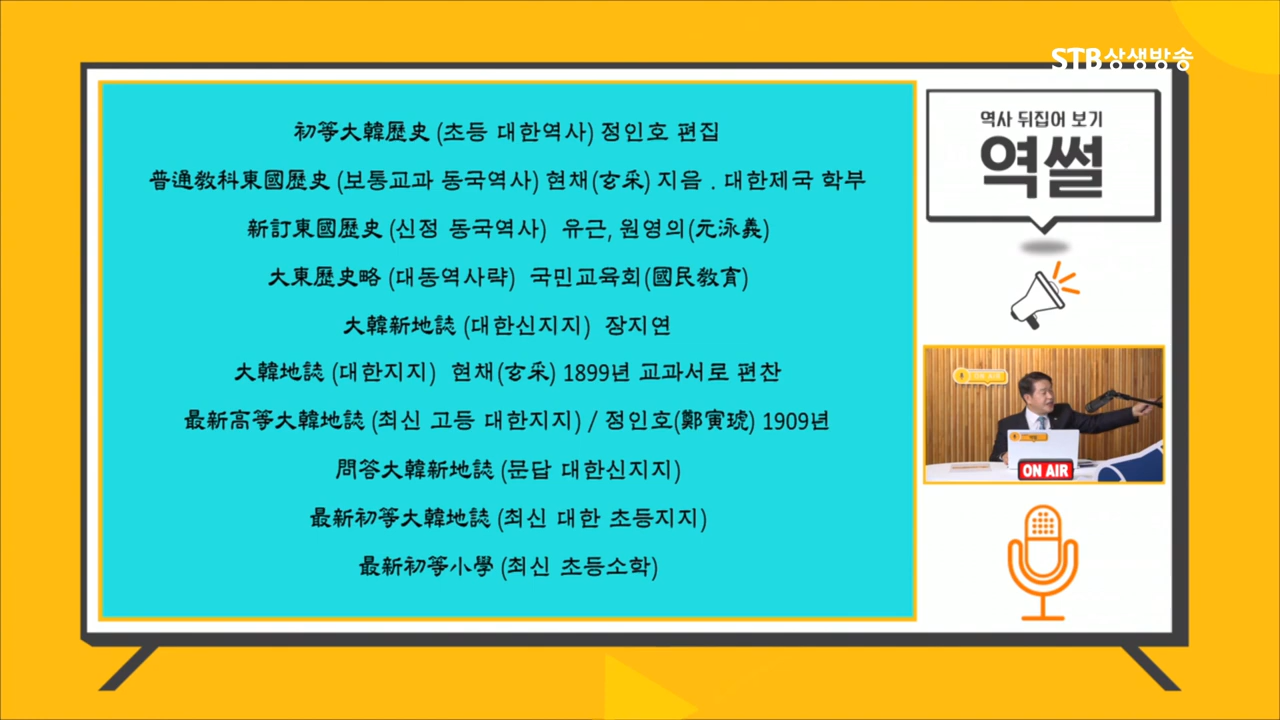 STB상생방송
初等大韓歷史 (초등 대한역사) 정인호 편집
普通敎科東國歷史 (보통교과 동국역사) 현채(玄采) 지음 . 대한제국 학부
新訂東國歷史 (신정 동국역사) 유근, 원영의(元泳義)
大東歷史略 (대동역사략) 국민교육회(國民敎育)
大韓新地誌 (대한신지지) 장지연
大韓地誌 (대한지지) 현채(玄采) 1899년 교과서로 편찬
最新高等大韓地誌 (최신 고등 대한지지) / 정인호(鄭寅琥) 1909년
問答大韓新地誌 (문답 대한신지지)
最新初等大韓地誌 (최신 대한 초등지지)
最新初等小學 (최신 초등소학)
역사 뒤집어 보기
역썰
ON AIR